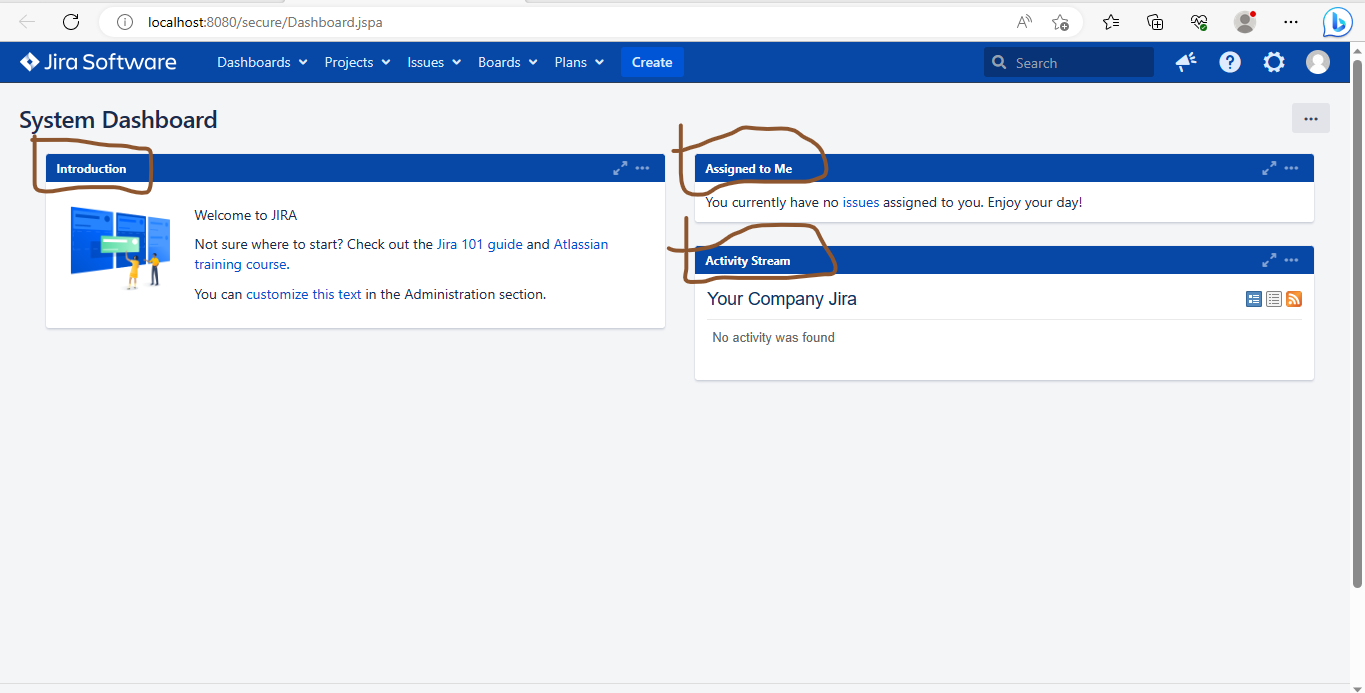 localhost:8080/secure/Dashboard.jspa
Jira Software Dashboards Projects Issues Boards Plans Create Search
System Dashboard
Introduction
Welcome to JIRA
Not sure where to start? Check out the Jira 101 guide and Atlassian
training course.
You can customize this text in the Administration section.
Assigned to Me
You currently have no issues assigned to you. Enjoy your day!
Activity Stream
Your Company Jira
No activity was found